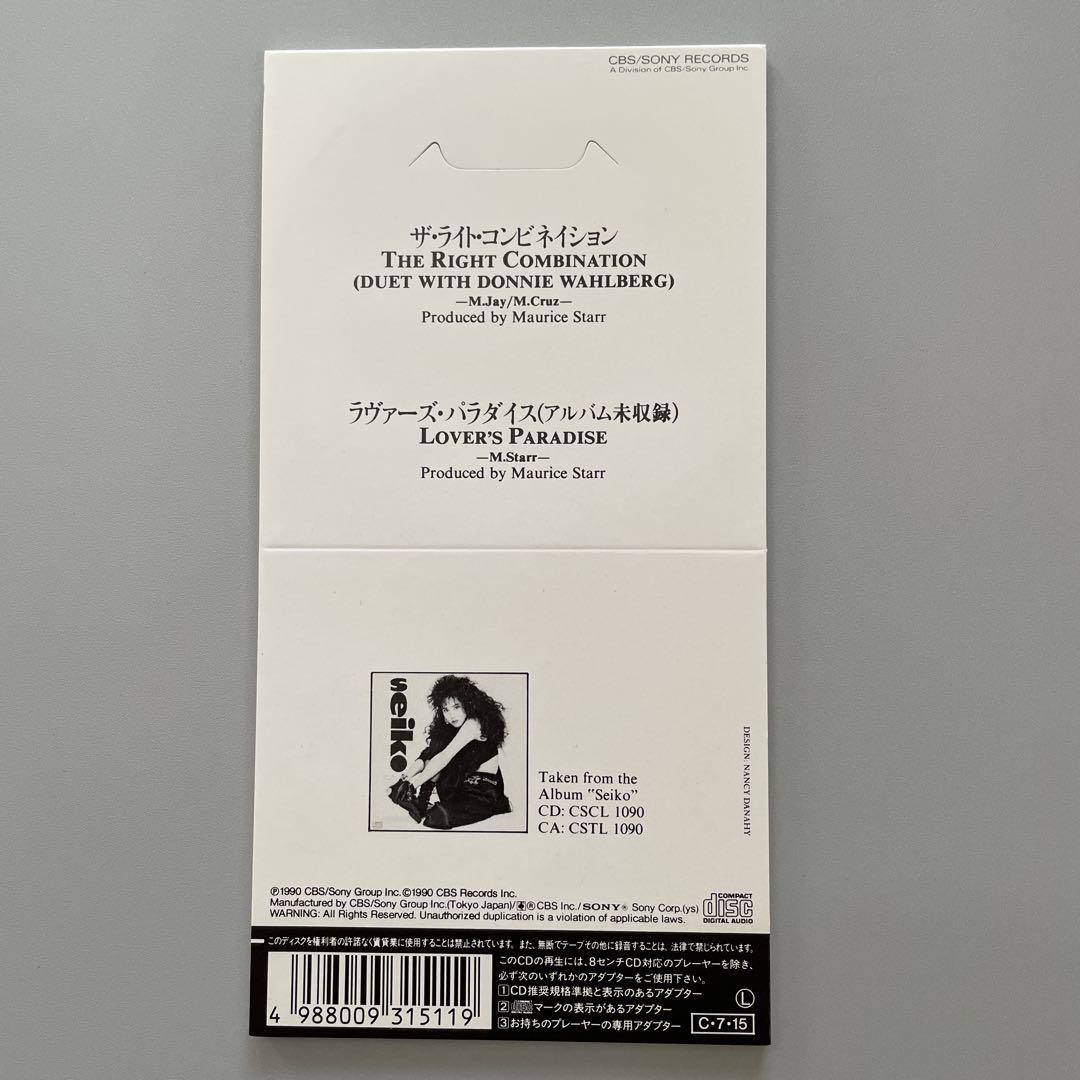 CBS/SONY RECORDS
A Division of CBS/Sony Group Inc
ザ・ライト・コンビネイション
THE RIGHT COMBINATION
(DUET WITH DONNIE WAHLBERG)
—M.Jay/M.Cruz—
Produced by Maurice Starr
ラヴァーズ・パラダイス(アルバム未収録)
LOVER'S PARADISE
—M.Starr—
Produced by Maurice Starr
seiko
Taken from the
Album "Seiko"
CD: CSCL 1090
CA: CSTL 1090
DESIGN: NANCY DANAHY
℗1990 CBS/Sony Group Inc.©1990 CBS Records Inc.
Manufactured by CBS/Sony Group Inc.(Tokyo Japan)/®CBS Inc./SONY® Sony Corp.(ys)
WARNING: All Rights Reserved. Unauthorized duplication is a violation of applicable laws.
COMPACT
disc
DIGITAL AUDIO
このディスクを権利者の許諾なく賃貸業に使用することは禁止されています。また、無断でテープその他に録音することは、法律で禁じられています。
このCDの再生には、8センチCD対応のプレーヤーを除き、
必ず次のいずれかのアダプターをご使用下さい。
1 CD推奨規格準拠と表示のあるアダプター
2 マークの表示があるアダプター
3 お持ちのプレーヤーの専用アダプター
L
C・7・15
4 988009 315119